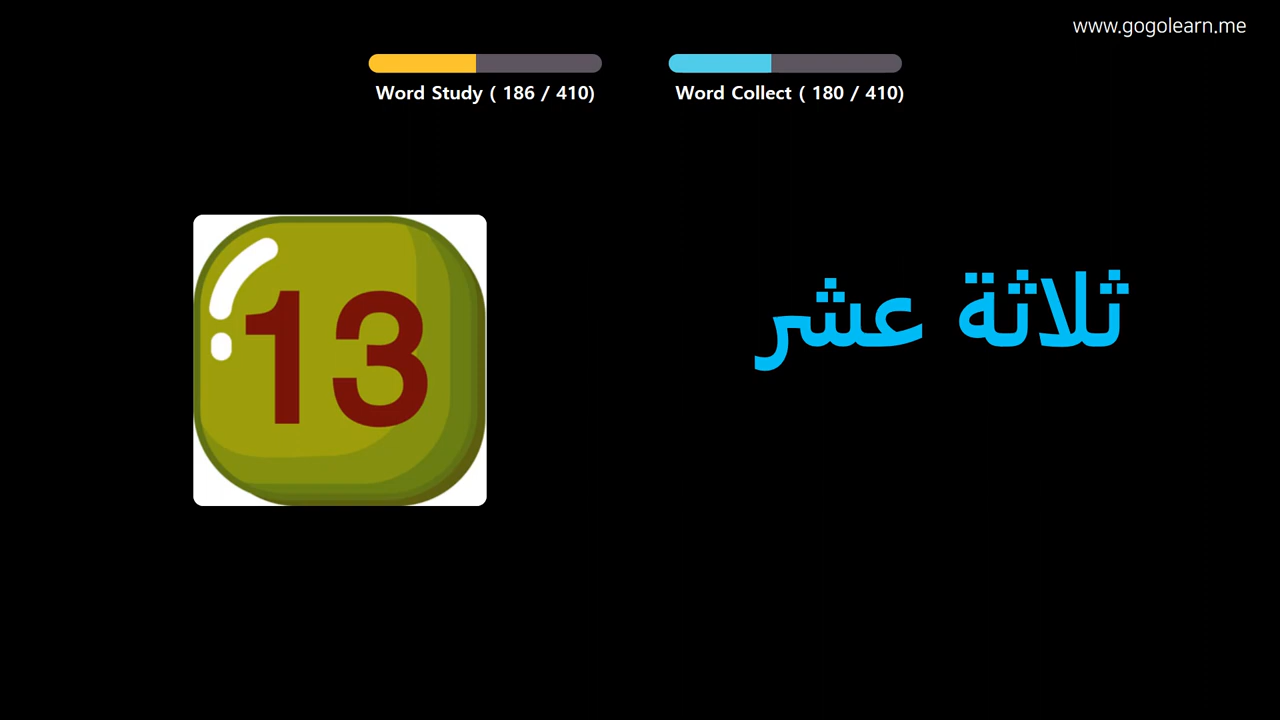 www.gogolearn.me
Word Study ( 186 / 410)
Word Collect ( 180 / 410)
13
ثلاثة عشر